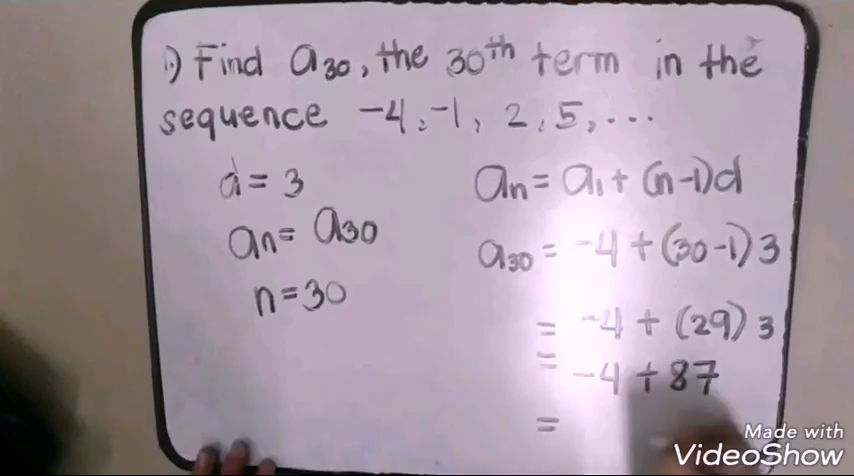 1.) Find a30, the 30th term in the
sequence -4, -1, 2, 5, ...
d = 3
an = a1 + (n-1)d
an = a30
a30 = -4 + (30-1)3
n = 30
= -4 + (29)3
= -4 + 87
=
Made with
VideoShow